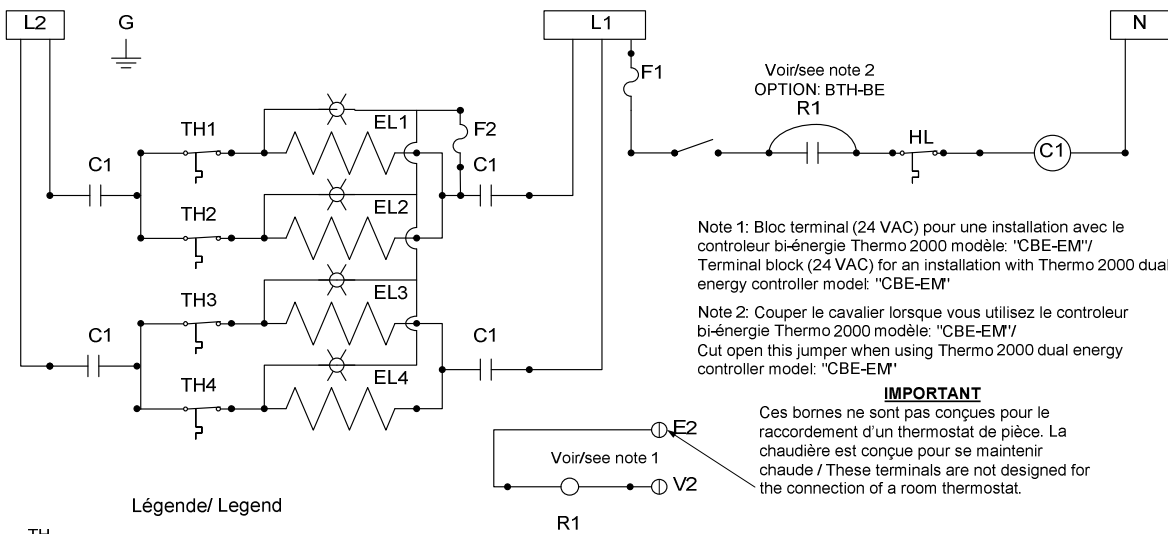 L2
G
L1
N
F1
Voir/see note 2
OPTION: BTH-BE
R1
TH1
EL1
F2
HL
C1
C1
C1
TH2
EL2
Note 1: Bloc terminal (24 VAC) pour une installation avec le
controleur bi-énergie Thermo 2000 modèle: "CBE-EM"/
Terminal block (24 VAC) for an installation with Thermo 2000 dual
energy controller model: "CBE-EM"
TH3
EL3
Note 2: Couper le cavalier lorsque vous utilisez le controleur
bi-énergie Thermo 2000 modèle: "CBE-EM"/
Cut open this jumper when using Thermo 2000 dual energy
controller model: "CBE-EM"
C1
C1
TH4
EL4
IMPORTANT
Ces bornes ne sont pas conçues pour le
raccordement d'un thermostat de pièce. La
chaudière est conçue pour se maintenir
chaude / These terminals are not designed for
the connection of a room thermostat.
E2
Voir/see note 1
V2
R1
Légende/ Legend
TH